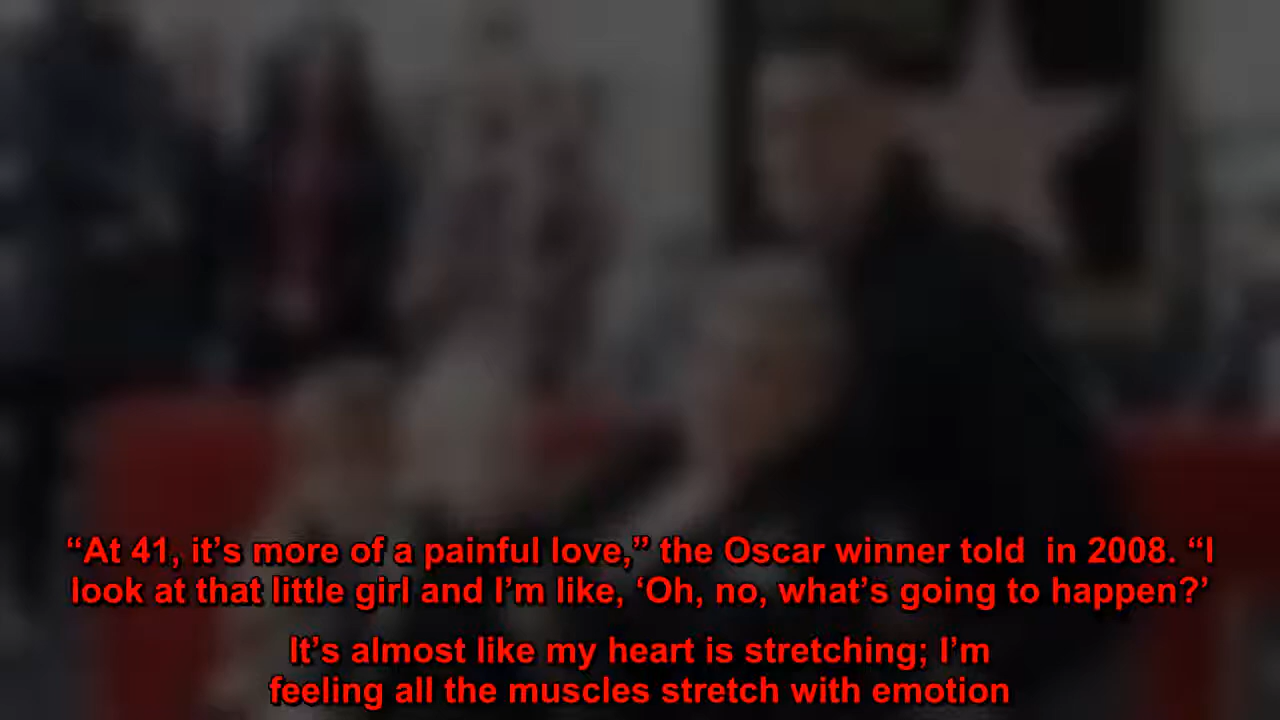 “At 41, it’s more of a painful love,” the Oscar winner told  in 2008. “I
look at that little girl and I’m like, ‘Oh, no, what’s going to happen?’
It’s almost like my heart is stretching; I’m
feeling all the muscles stretch with emotion